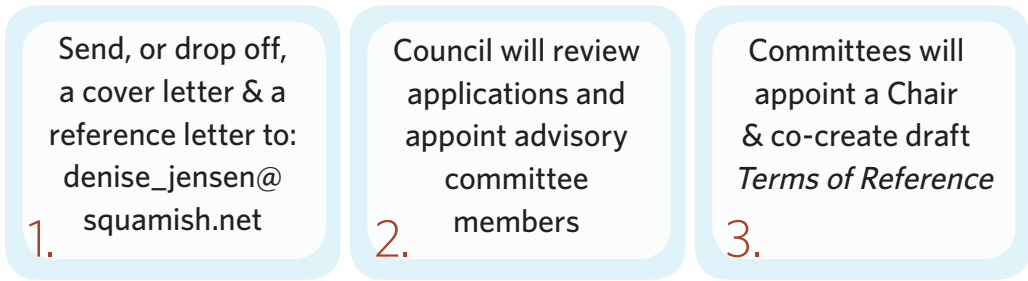 Send, or drop off,
a cover letter & a
reference letter to:
denise_jensen@
squamish.net
1.
Council will review
applications and
appoint advisory
committee
members
2.
Committees will
appoint a Chair
& co-create draft
Terms of Reference
3.